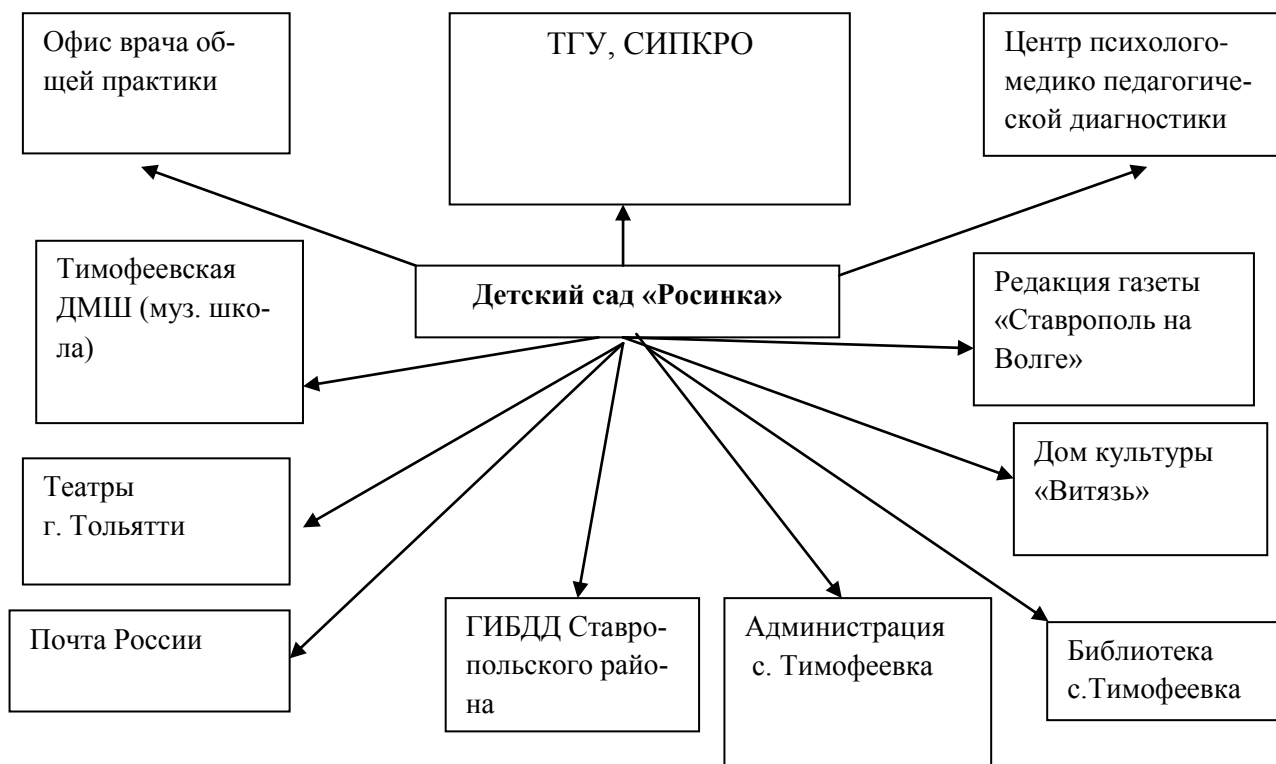 Офис врача об-
щей практики
ТГУ, СИПКРО
Центр психолого-
медико педагогиче-
ской диагностики
Тимофеевская
ДМШ (муз. шко-
ла)
Детский сад «Росинка»
Редакция газеты
«Ставрополь на
Волге»
Театры
г. Тольятти
Дом культуры
«Витязь»
Почта России
ГИБДД Ставро-
польского райо-
на
Администрация
с. Тимофеевка
Библиотека
с.Тимофеевка